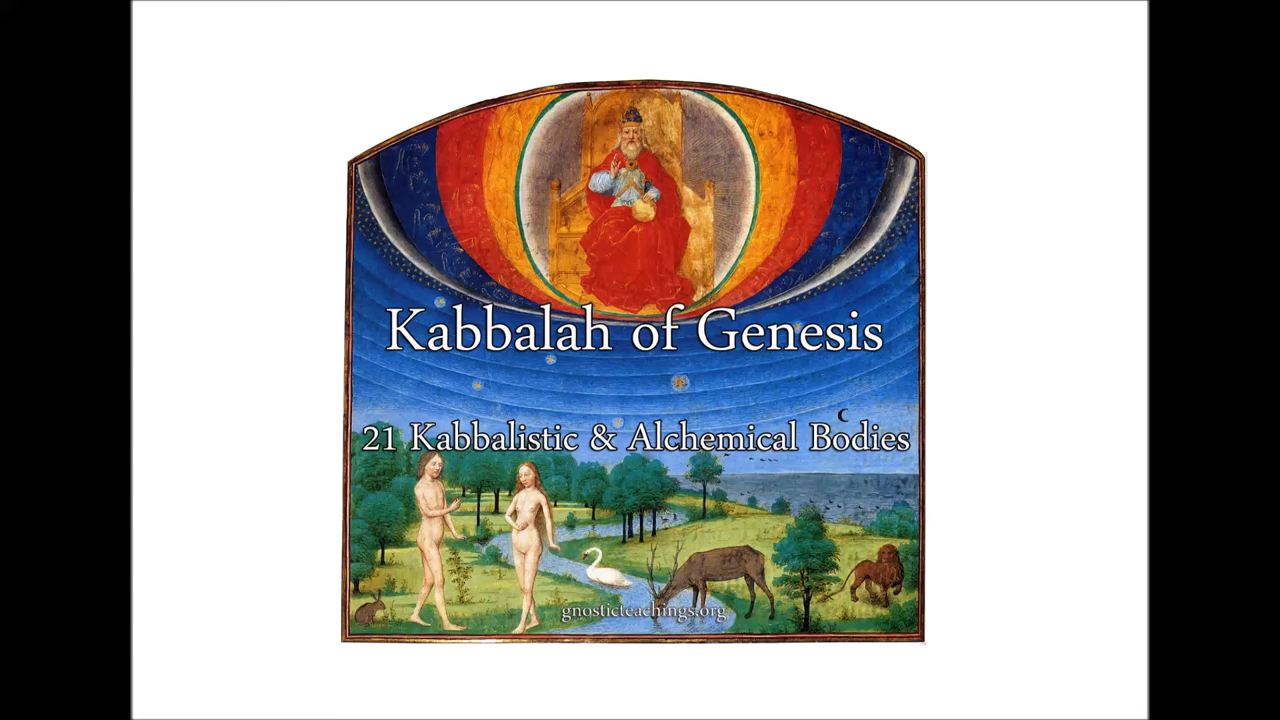 Kabbalah of Genesis
21 Kabbalistic & Alchemical Bodies
gnosticteachings.org